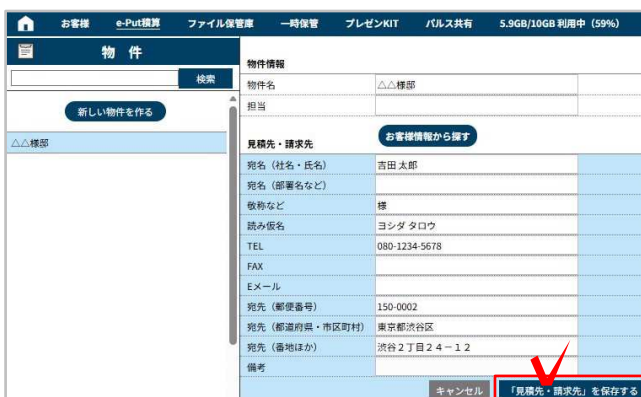 お客様 e-Put積算 ファイル保管庫 一時保管 プレゼンKIT パルス共有 5.9GB/10GB 利用中（59%）
物 件
検索
新しい物件を作る
△△様邸
物件情報
物件名 △△様邸
担当
見積先・請求先 お客様情報から探す
宛名（社名・氏名） 吉田 太郎
宛名（部署名など）
敬称など 様
読み仮名 ヨシダ タロウ
TEL 080-1234-5678
FAX
Eメール
宛先（郵便番号） 150-0002
宛先（都道府県・市区町村） 東京都渋谷区
宛先（番地ほか） 渋谷２丁目２４－１２
備考
キャンセル 「見積先・請求先」を保存する